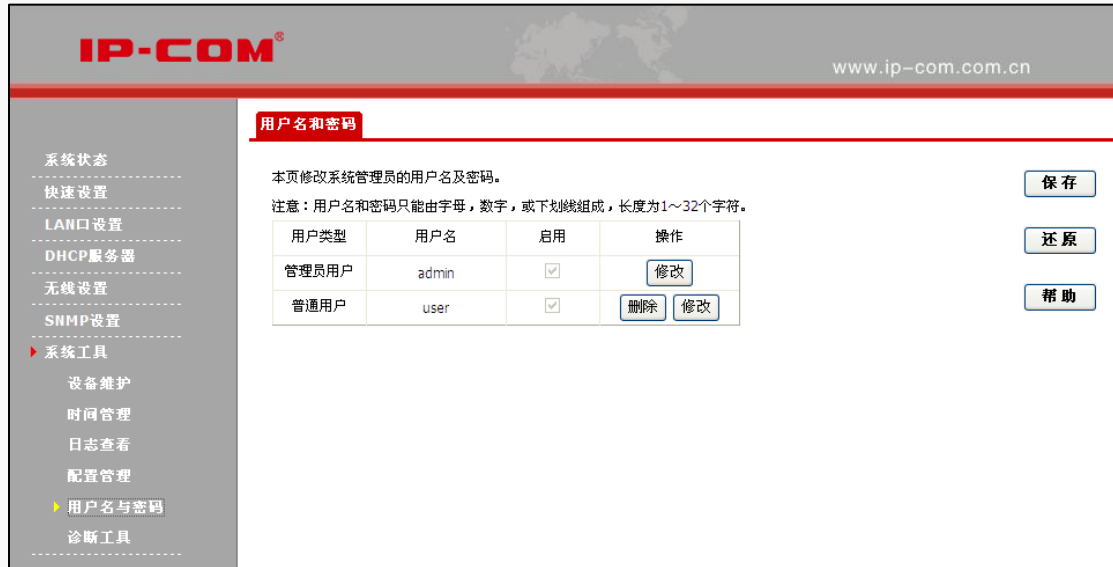 IP-COM®
www.ip-com.com.cn
系统状态
快速设置
LAN口设置
DHCP服务器
无线设置
SNMP设置
系统工具
设备维护
时间管理
日志查看
配置管理
用户名与密码
诊断工具
用户名和密码
本页修改系统管理员的用户名及密码。
注意：用户名和密码只能由字母，数字，或下划线组成，长度为1～32个字符。
用户类型 用户名 启用 操作
管理员用户 admin 修改
普通用户 user 删除 修改
保存
还原
帮助